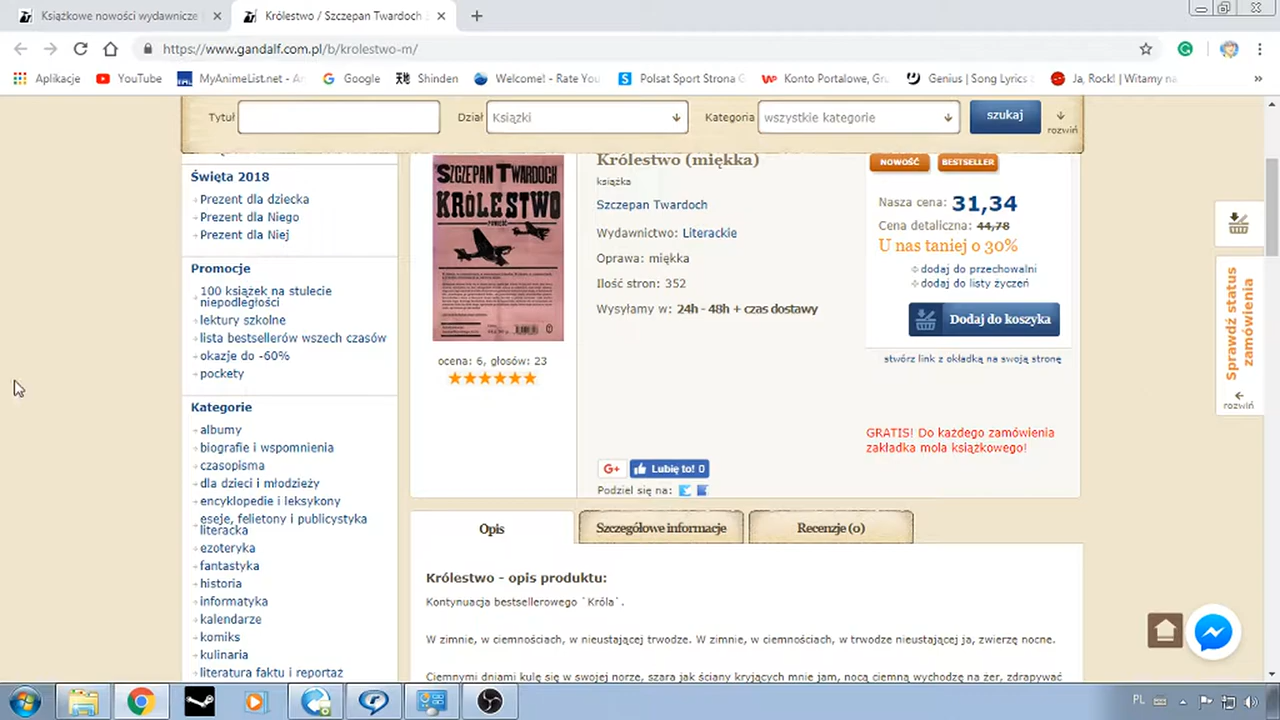 Książkowe nowości wydawnicze
Królestwo / Szczepan Twardoch
https://www.gandalf.com.pl/b/krolestwo-m/
Aplikacje
YouTube
MyAnimeList.net - An
Google
Shinden
Welcome! - Rate You
Polsat Sport Strona G
Konto Portalowe, Gru
Genius | Song Lyrics
Ja, Rock! | Witamy na
»
Tytuł
Dział
Książki
Kategoria
wszystkie kategorie
szukaj
rozwiń
Święta 2018
Prezent dla dziecka
Prezent dla Niego
Prezent dla Niej
Promocje
100 książek na stulecie
niepodległości
lektury szkolne
lista bestsellerów wszech czasów
okazje do -60%
pockety
Kategorie
albumy
biografie i wspomnienia
czasopisma
dla dzieci i młodzieży
encyklopedie i leksykony
eseje, felietony i publicystyka
literacka
ezoteryka
fantastyka
historia
informatyka
kalendarze
komiks
kulinaria
literatura faktu i reportaż
SZCZEPAN TWARDOCH
KRÓLESTWO
POWIEŚĆ
ocena: 6, głosów: 23
Królestwo (miękka)
książka
Szczepan Twardoch
Wydawnictwo: Literackie
Oprawa: miękka
Ilość stron: 352
Wysyłamy w: 24h - 48h + czas dostawy
G+
Lubię to! 0
Podziel się na:
NOWOŚĆ
BESTSELLER
Nasza cena: 31,34
Cena detaliczna: 44,78
U nas taniej o 30%
dodaj do przechowalni
dodaj do listy życzeń
Dodaj do koszyka
stwórz link z okładką na swoją stronę
GRATIS! Do każdego zamówienia
zakładka mola książkowego!
Sprawdź status
zamówienia
rozwiń
Opis
Szczegółowe informacje
Recenzje (0)
Królestwo - opis produktu:
Kontynuacja bestsellerowego `Króla`.
W zimnie, w ciemnościach, w nieustającej trwodze. W zimnie, w ciemnościach, w trwodze nieustającej ja, zwierzę nocne.
Ciemnymi dniami kulę się w swojej norze, szara jak ściany kryjących mnie jam, nocą ciemną wychodzę na żer, zdrapywać
PL